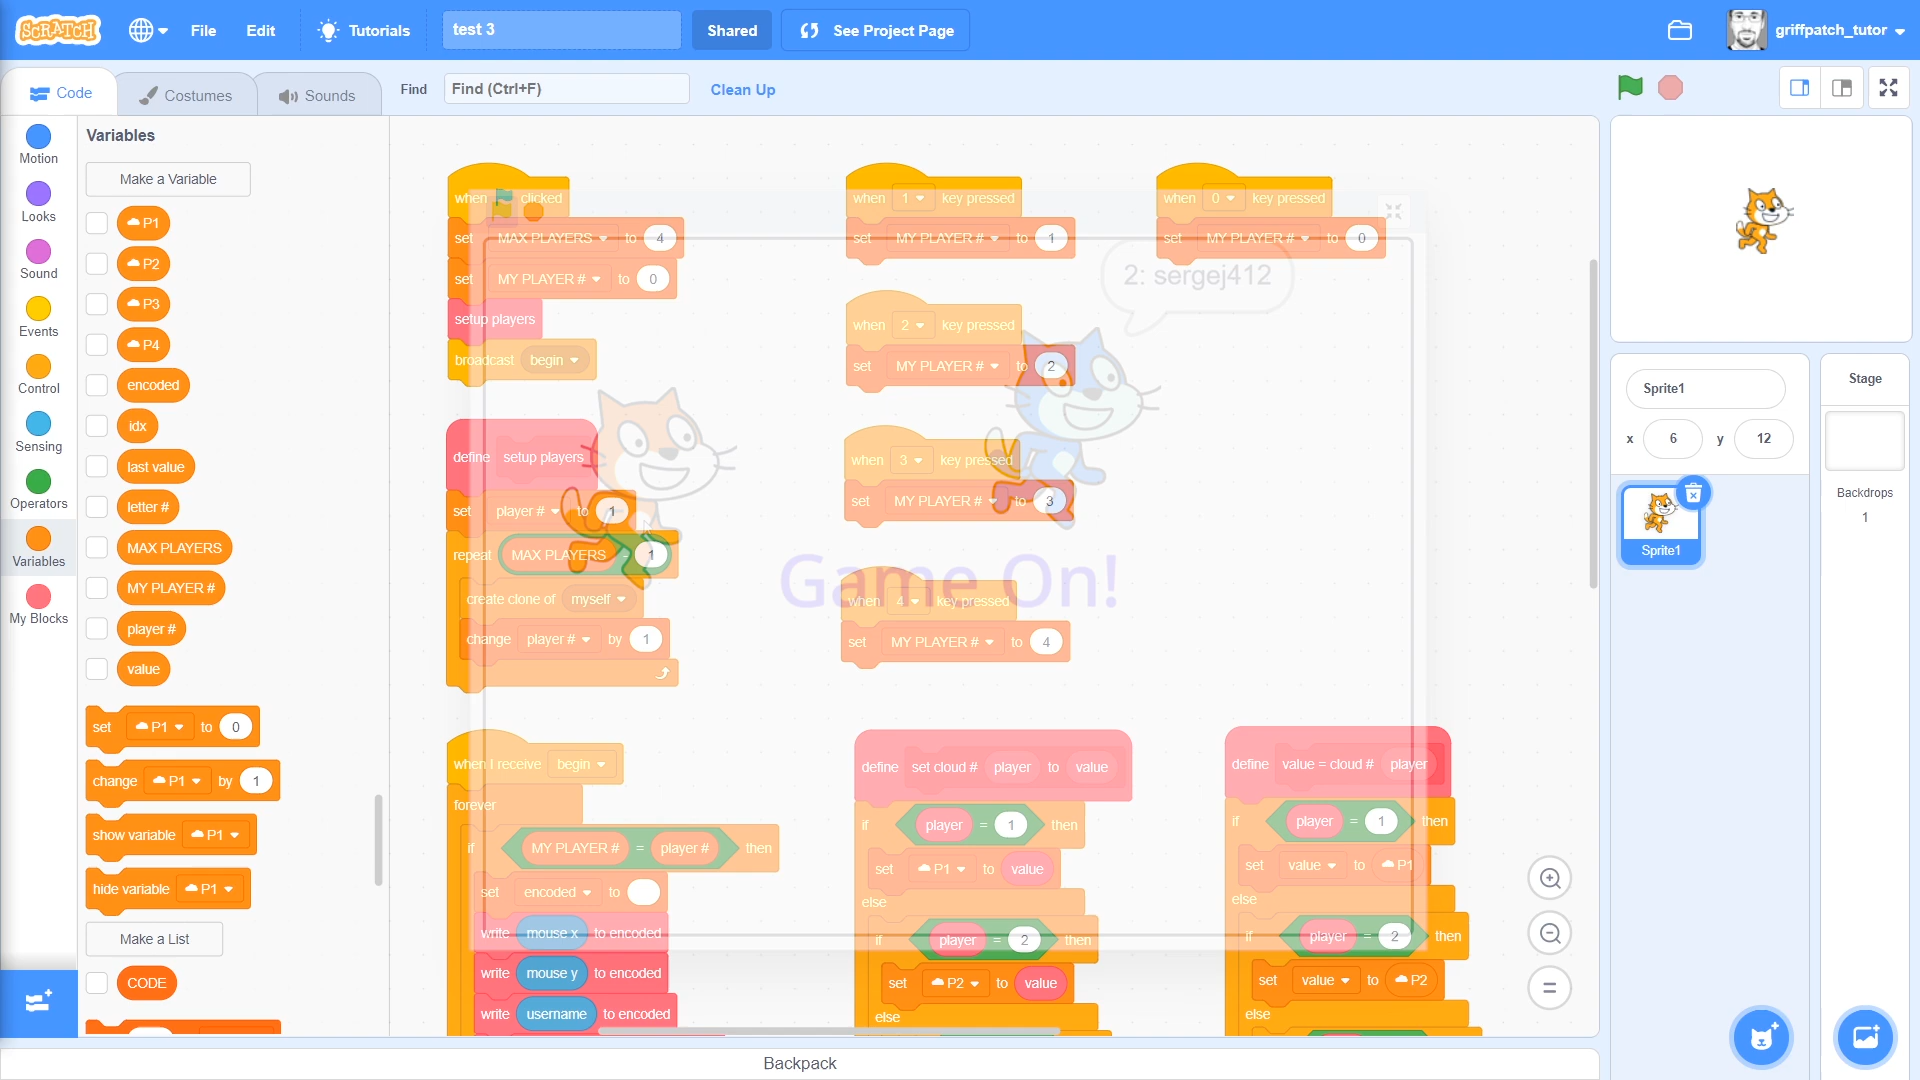 SCRATCH
File
Edit
Tutorials
test 3
Shared
See Project Page
griffpatch_tutor
Code
Costumes
Sounds
Find
Find (Ctrl+F)
Clean Up
Motion
Looks
Sound
Events
Control
Sensing
Operators
Variables
My Blocks
Variables
Make a Variable
P1
P2
P3
P4
encoded
idx
last value
letter #
MAX PLAYERS
MY PLAYER #
player #
value
set P1 to 0
change P1 by 1
show variable P1
hide variable P1
Make a List
CODE
when clicked
set MAX PLAYERS to 4
set MY PLAYER # to 0
setup players
broadcast begin
define setup players
set player # to 1
repeat MAX PLAYERS - 1
create clone of myself
change player # by 1
when I receive begin
forever
if MY PLAYER # = player # then
set encoded to
write mouse x to encoded
write mouse y to encoded
write username to encoded
when 1 key pressed
set MY PLAYER # to 1
when 2 key pressed
set MY PLAYER # to 2
when 3 key pressed
set MY PLAYER # to 3
when 4 key pressed
set MY PLAYER # to 4
when 0 key pressed
set MY PLAYER # to 0
2: sergej412
Game On!
define set cloud # player to value
if player = 1 then
set P1 to value
else
if player = 2 then
set P2 to value
else
define value = cloud # player
if player = 1 then
set value to P1
else
if player = 2 then
set value to P2
else
Sprite1
x 6 y 12
Sprite1
Stage
Backdrops
1
Backpack